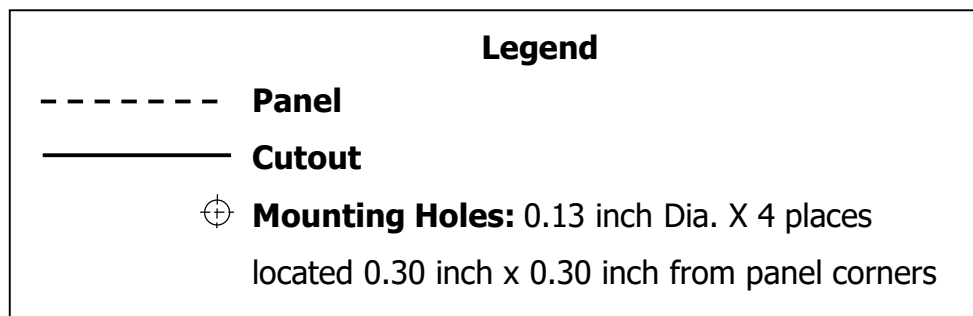 Legend
Panel
Cutout
Mounting Holes: 0.13 inch Dia. X 4 places
located 0.30 inch x 0.30 inch from panel corners